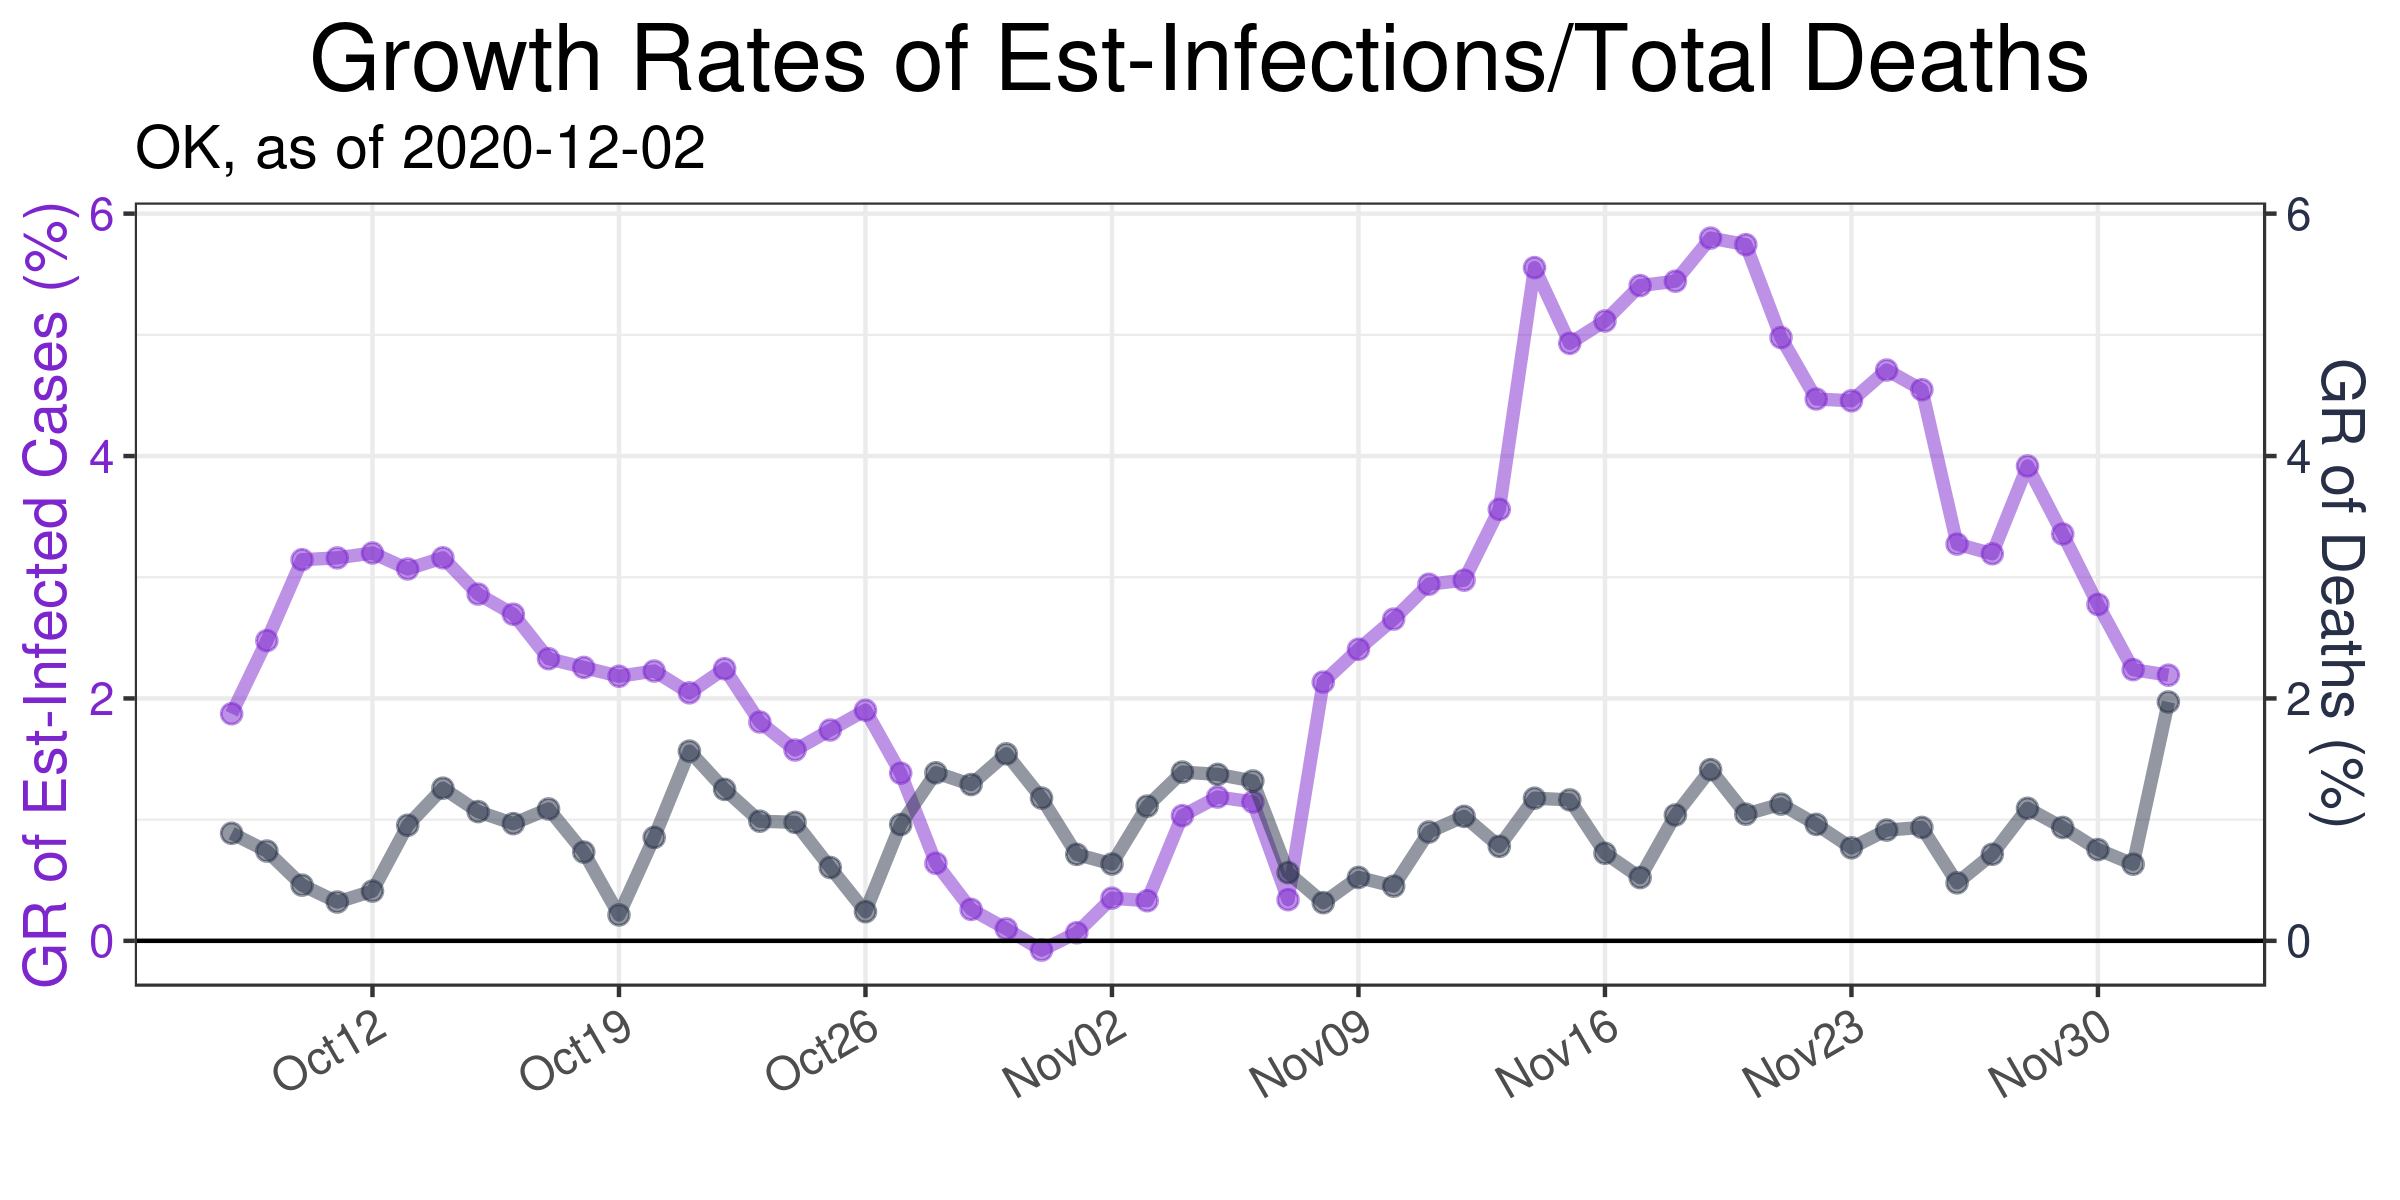 Growth Rates of Est-Infections/Total Deaths
OK, as of 2020-12-02
GR of Est-Infected Cases (%)
6
4
2
0
6
4
2
0
GR of Deaths (%)
Oct12
Oct19
Oct26
Nov02
Nov09
Nov16
Nov23
Nov30